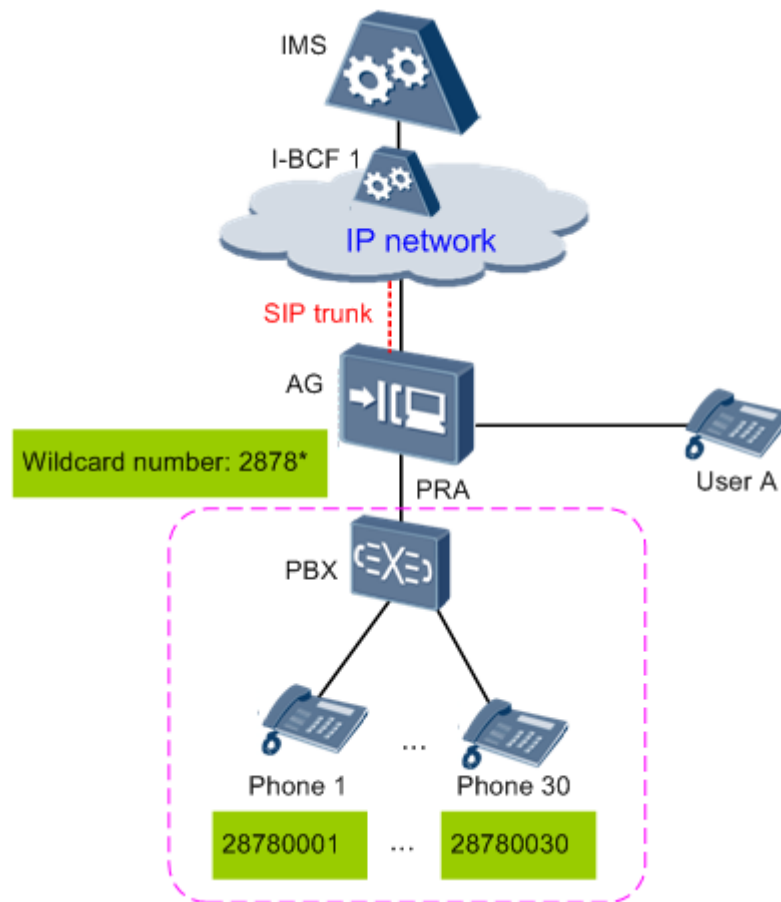 IMS
I-BCF 1
IP network
SIP trunk
AG
Wildcard number: 2878*
User A
PRA
PBX
...
Phone 1
Phone 30
28780001
...
28780030